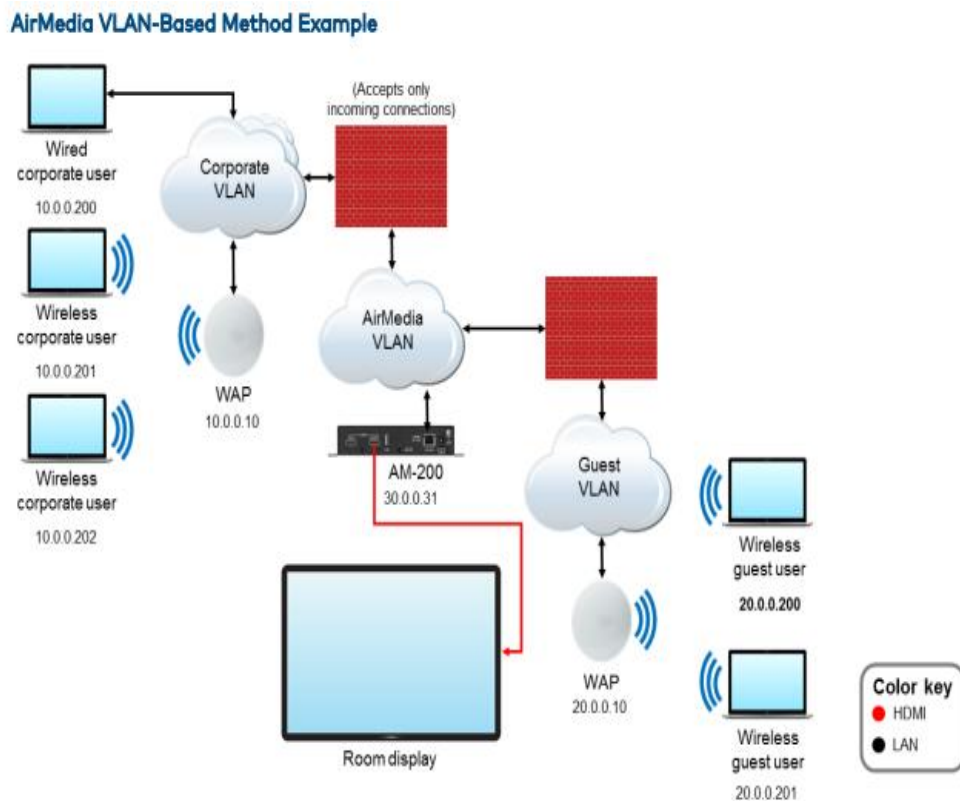 AirMedia VLAN-Based Method Example
(Accepts only
incoming connections)
Wired
corporate user
10.0.0.200
Corporate
VLAN
Wireless
corporate user
10.0.0.201
WAP
10.0.0.10
AirMedia
VLAN
Wireless
corporate user
10.0.0.202
AM-200
30.0.0.31
Guest
VLAN
Wireless
guest user
20.0.0.200
WAP
20.0.0.10
Room display
Wireless
guest user
20.0.0.201
Color key
HDMI
LAN